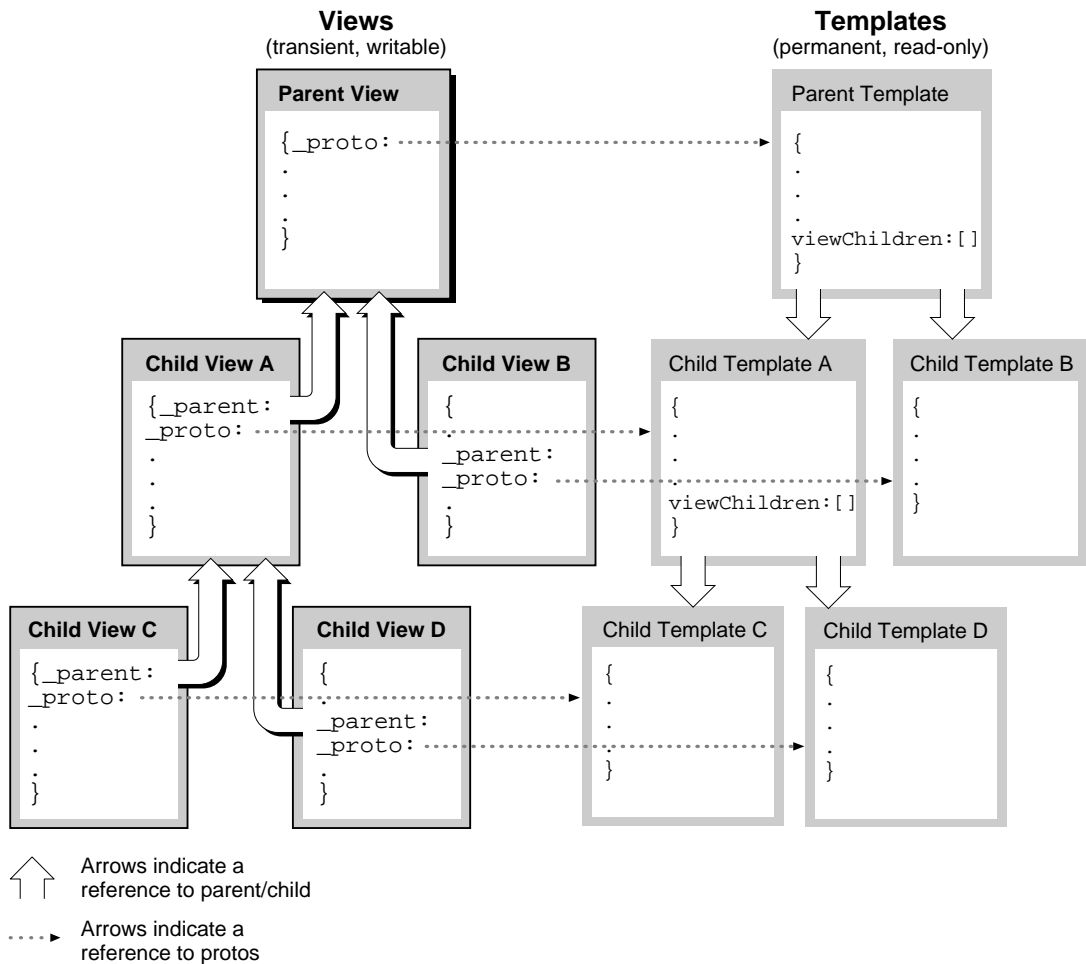 Views
(transient, writable)
Templates
(permanent, read-only)
Parent View
{_proto:
.
.
.
}
Parent Template
{
.
.
.
viewChildren:[]
}
Child View A
{_parent:
_proto:
.
.
.
}
Child View B
{
.
_parent:
_proto:
.
}
Child Template A
{
.
.
.
viewChildren:[]
}
Child Template B
{
.
.
.
}
Child View C
{_parent:
_proto:
.
.
.
}
Child View D
{
.
_parent:
_proto:
.
}
Child Template C
{
.
.
.
}
Child Template D
{
.
.
.
}
Arrows indicate a
reference to parent/child
Arrows indicate a
reference to protos